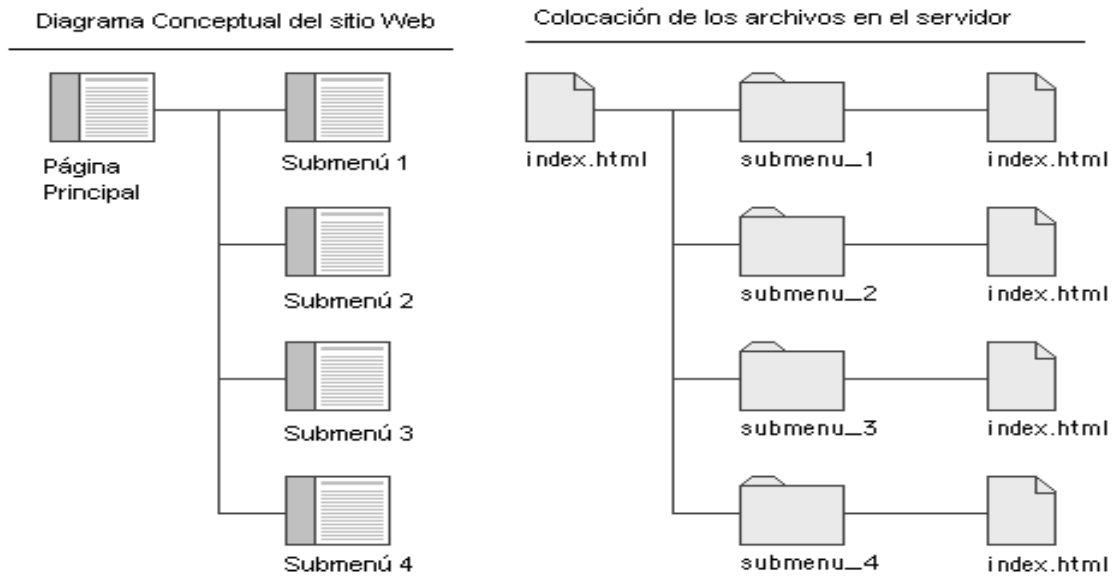 Diagrama Conceptual del sitio Web
Página
Principal
Submenú 1
Submenú 2
Submenú 3
Submenú 4
Colocación de los archivos en el servidor
index.html
submenu_1
index.html
submenu_2
index.html
submenu_3
index.html
submenu_4
index.html